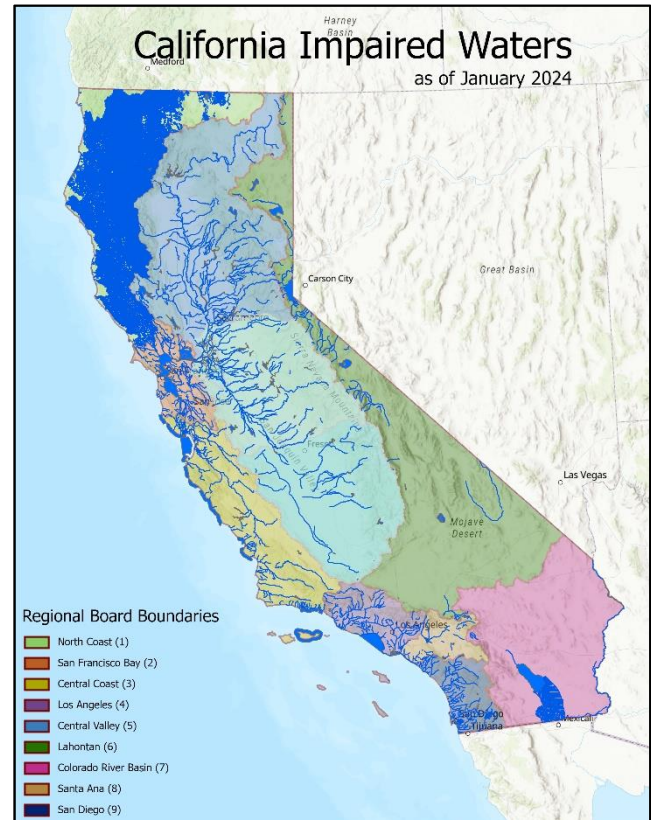 Harney
Basin
California Impaired Waters
Medford
as of January 2024
Carson City
Great Basin
Las Vegas
Mojave
Desert
Los Angeles
San Diego
Tijuana
Mexicali
Regional Board Boundaries
North Coast (1)
San Francisco Bay (2)
Central Coast (3)
Los Angeles (4)
Central Valley (5)
Lahontan (6)
Colorado River Basin (7)
Santa Ana (8)
San Diego (9)